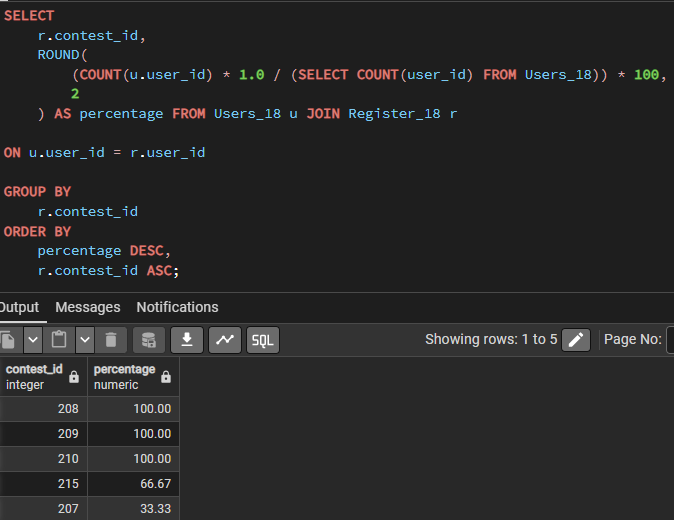 SELECT
r.contest_id,
ROUND(
(COUNT(u.user_id) * 1.0 / (SELECT COUNT(user_id) FROM Users_18)) * 100,
2
) AS percentage FROM Users_18 u JOIN Register_18 r
ON u.user_id = r.user_id
GROUP BY
r.contest_id
ORDER BY
percentage DESC,
r.contest_id ASC;
Output Messages Notifications
SQL Showing rows: 1 to 5 Page No:
contest_id percentage
integer numeric
208 100.00
209 100.00
210 100.00
215 66.67
207 33.33